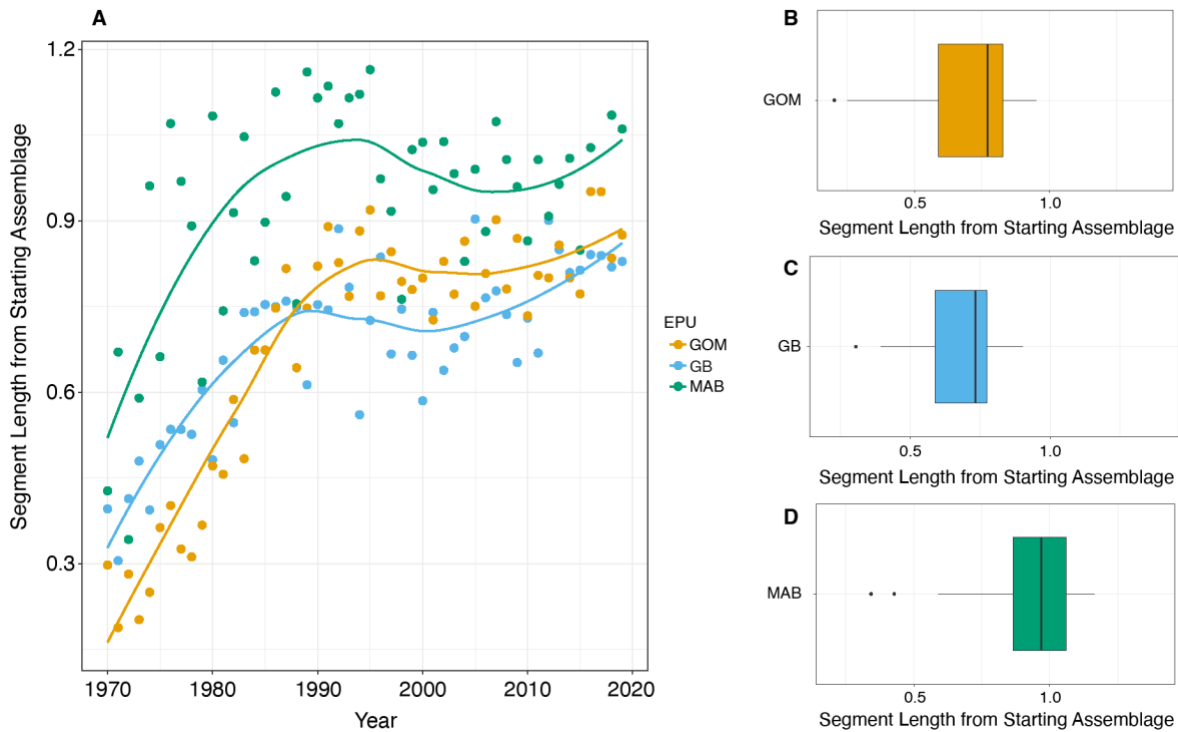 A
1.2
0.9
0.6
0.3
Segment Length from Starting Assemblage
1970
1980
1990
2000
2010
2020
Year
EPU
GOM
GB
MAB
B
GOM
0.5
1.0
Segment Length from Starting Assemblage
C
GB
0.5
1.0
Segment Length from Starting Assemblage
D
MAB
0.5
1.0
Segment Length from Starting Assemblage